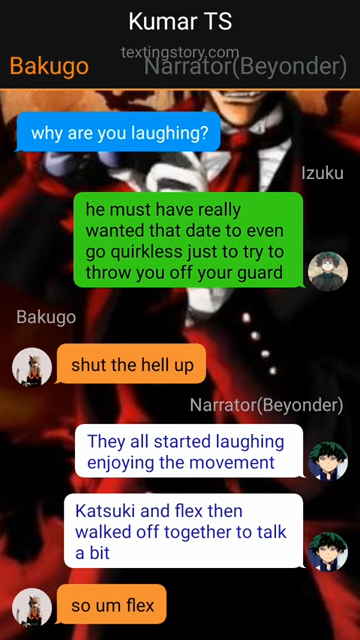 Kumar TS
textingstory.com
Bakugo
Narrator(Beyonder)
why are you laughing?
Izuku
he must have really
wanted that date to even
go quirkless just to try to
throw you off your guard
Bakugo
shut the hell up
Narrator(Beyonder)
They all started laughing
enjoying the movement
Katsuki and flex then
walked off together to talk
a bit
so um flex